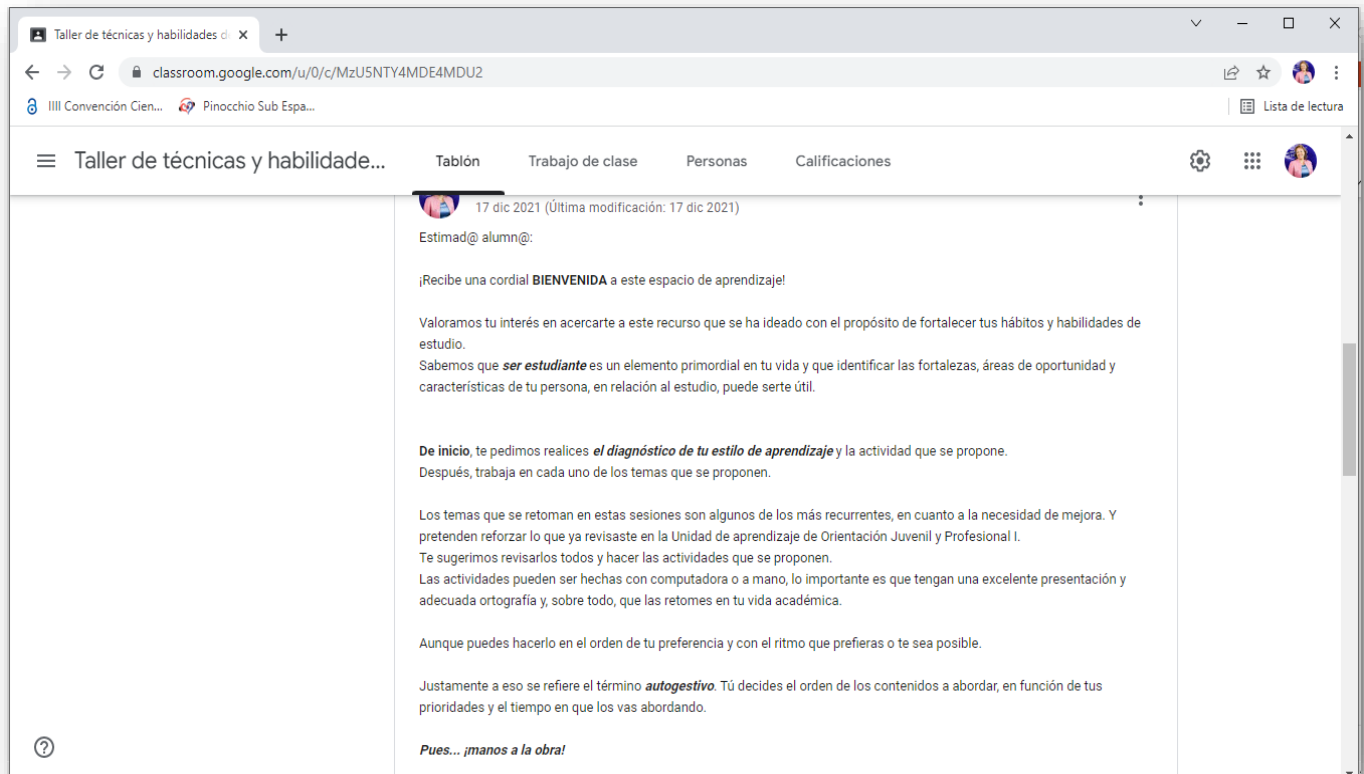 Taller de técnicas y habilidades d
classroom.google.com/u/0/c/MzU5NTY4MDE4MDU2
IIII Convención Cien... Pinocchio Sub Espa... Lista de lectura
Taller de técnicas y habilidade... Tablón Trabajo de clase Personas Calificaciones
17 dic 2021 (Última modificación: 17 dic 2021)
Estimad@ alumn@:
¡Recibe una cordial BIENVENIDA a este espacio de aprendizaje!
Valoramos tu interés en acercarte a este recurso que se ha ideado con el propósito de fortalecer tus hábitos y habilidades de
estudio.
Sabemos que ser estudiante es un elemento primordial en tu vida y que identificar las fortalezas, áreas de oportunidad y
características de tu persona, en relación al estudio, puede serte útil.
De inicio, te pedimos realices el diagnóstico de tu estilo de aprendizaje y la actividad que se propone.
Después, trabaja en cada uno de los temas que se proponen.
Los temas que se retoman en estas sesiones son algunos de los más recurrentes, en cuanto a la necesidad de mejora. Y
pretenden reforzar lo que ya revisaste en la Unidad de aprendizaje de Orientación Juvenil y Profesional I.
Te sugerimos revisarlos todos y hacer las actividades que se proponen.
Las actividades pueden ser hechas con computadora o a mano, lo importante es que tengan una excelente presentación y
adecuada ortografía y, sobre todo, que las retomes en tu vida académica.
Aunque puedes hacerlo en el orden de tu preferencia y con el ritmo que prefieras o te sea posible.
Justamente a eso se refiere el término autogestivo. Tú decides el orden de los contenidos a abordar, en función de tus
prioridades y el tiempo en que los vas abordando.
Pues... ¡manos a la obra!